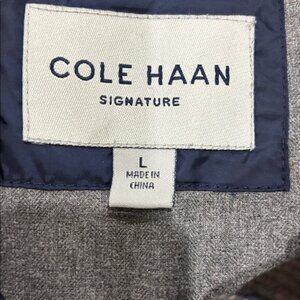 COLE HAAN
SIGNATURE
L
MADE IN
CHINA